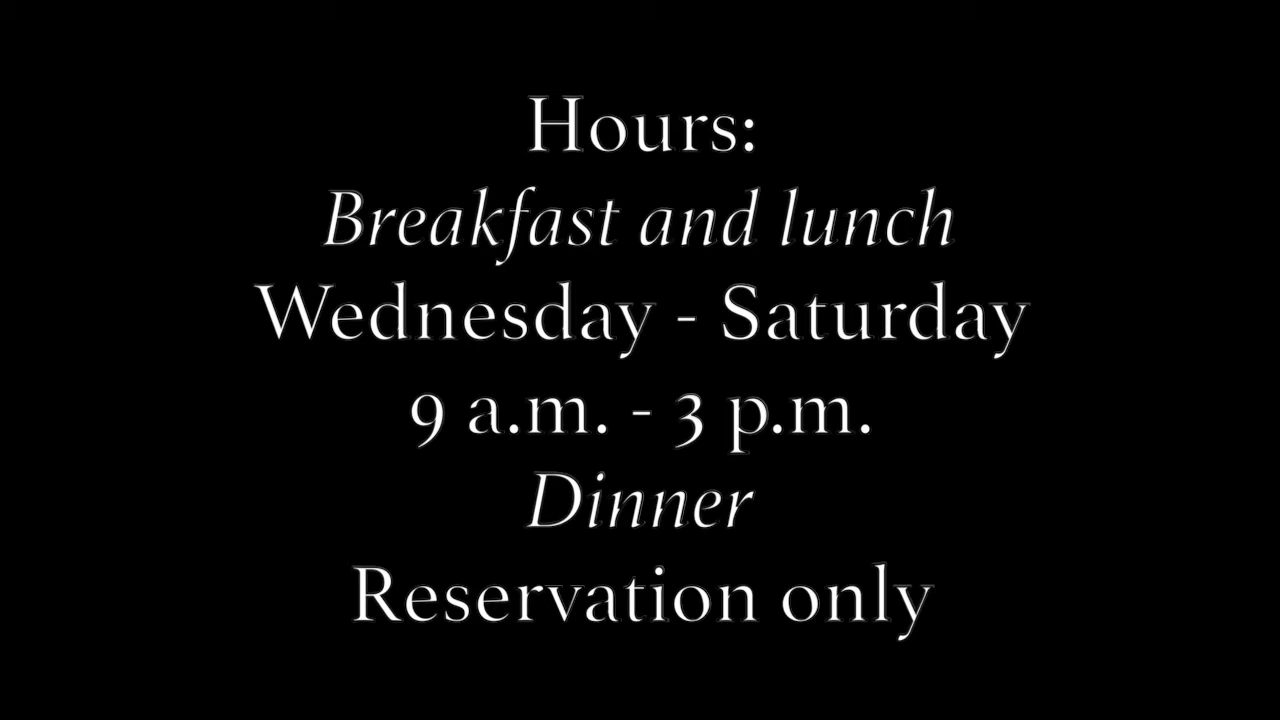 Hours:
Breakfast and lunch
Wednesday - Saturday
9 a.m. - 3 p.m.
Dinner
Reservation only